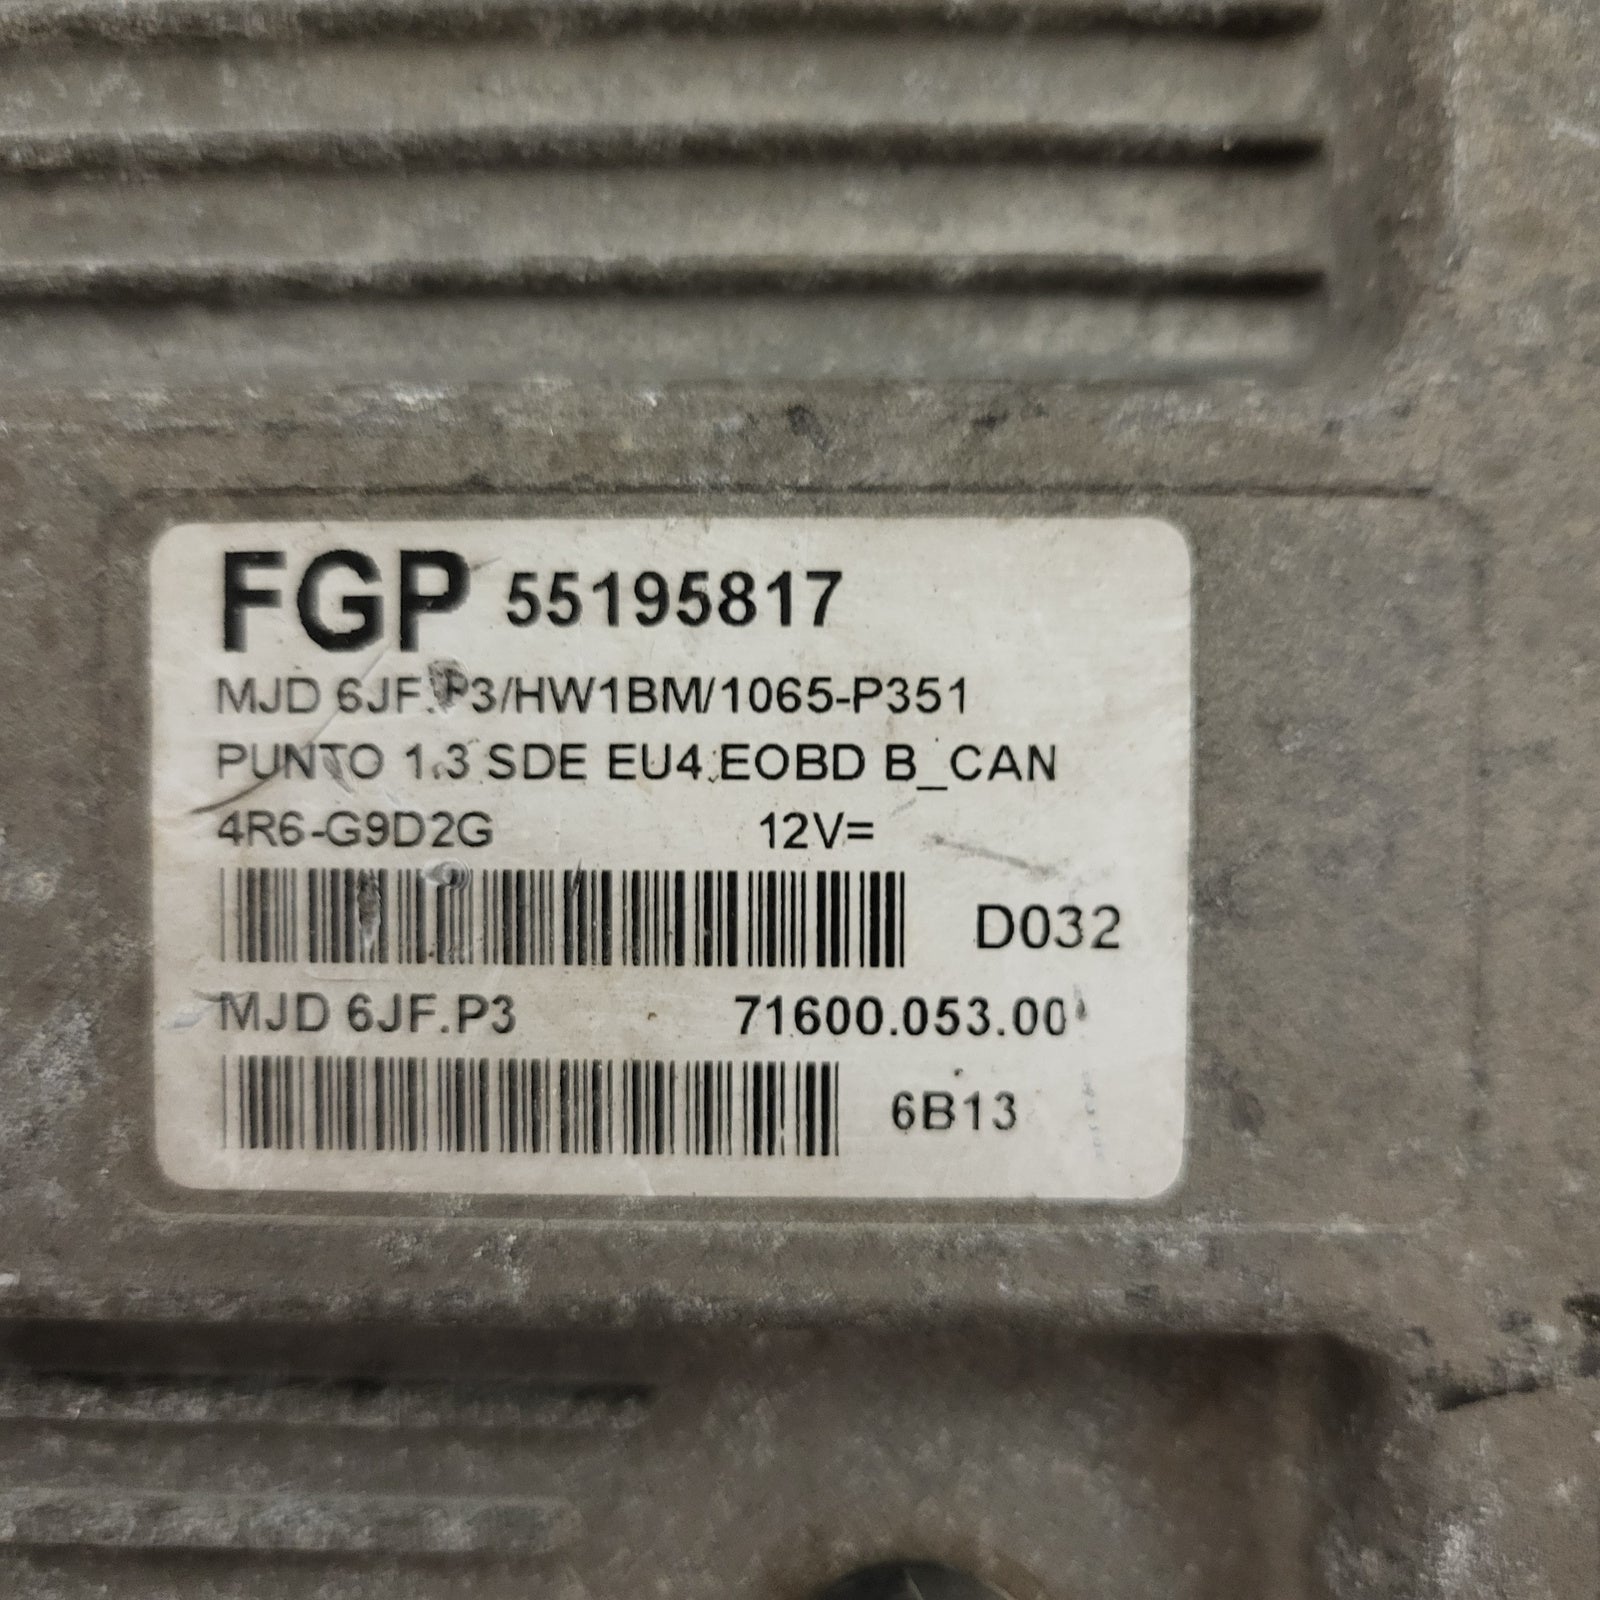 FGP 55195817
MJD 6JF.P3/HW1BM/1065-P351
PUNTO 1.3 SDE EU4 EOBD B_CAN
4R6-G9D2G 12V=
D032
MJD 6JF.P3 71600.053.00
6B13